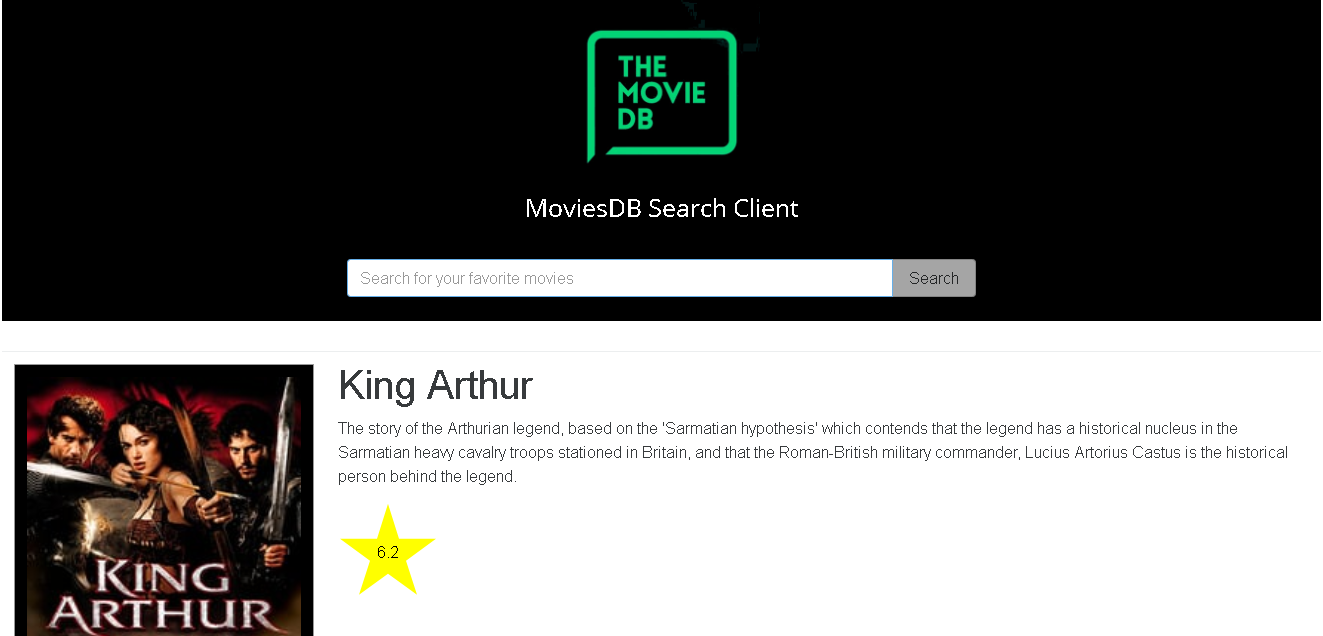 THE
MOVIE
DB
MoviesDB Search Client
Search for your favorite movies
Search
King Arthur
The story of the Arthurian legend, based on the 'Sarmatian hypothesis' which contends that the legend has a historical nucleus in the
Sarmatian heavy cavalry troops stationed in Britain, and that the Roman-British military commander, Lucius Artorius Castus is the historical
person behind the legend.
6.2
KING
ARTHUR